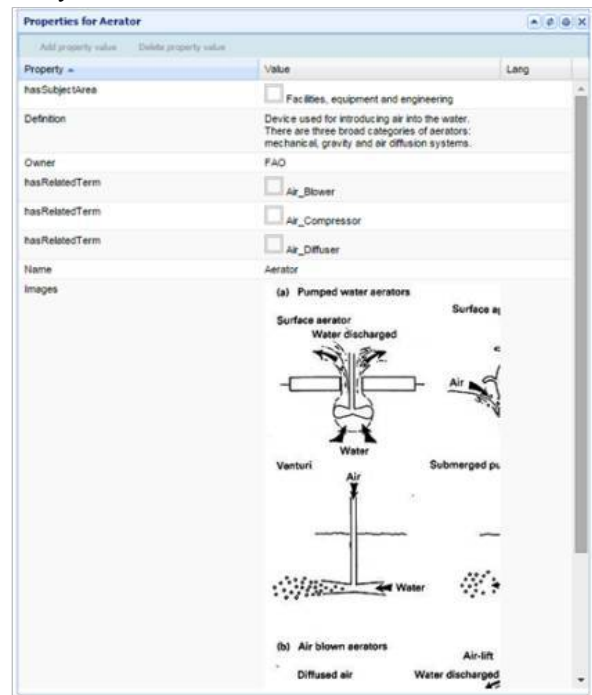 Properties for Aerator
Add property value Delete property value
Property Value Lang
hasSubjectArea Facilities, equipment and engineering
Definition Device used for introducing air into the water.
There are three broad categories of aerators:
mechanical, gravity and air diffusion systems.
Owner FAO
hasRelatedTerm Air_Blower
hasRelatedTerm Air_Compressor
hasRelatedTerm Air_Diffuser
Name Aerator
Images
(a) Pumped water aerators
Surface
Surface aerator
Water discharged
Air
Water
Venturi Submerged
Air
Water
(b) Air blown aerators
Air-lift
Diffused air Water discharged